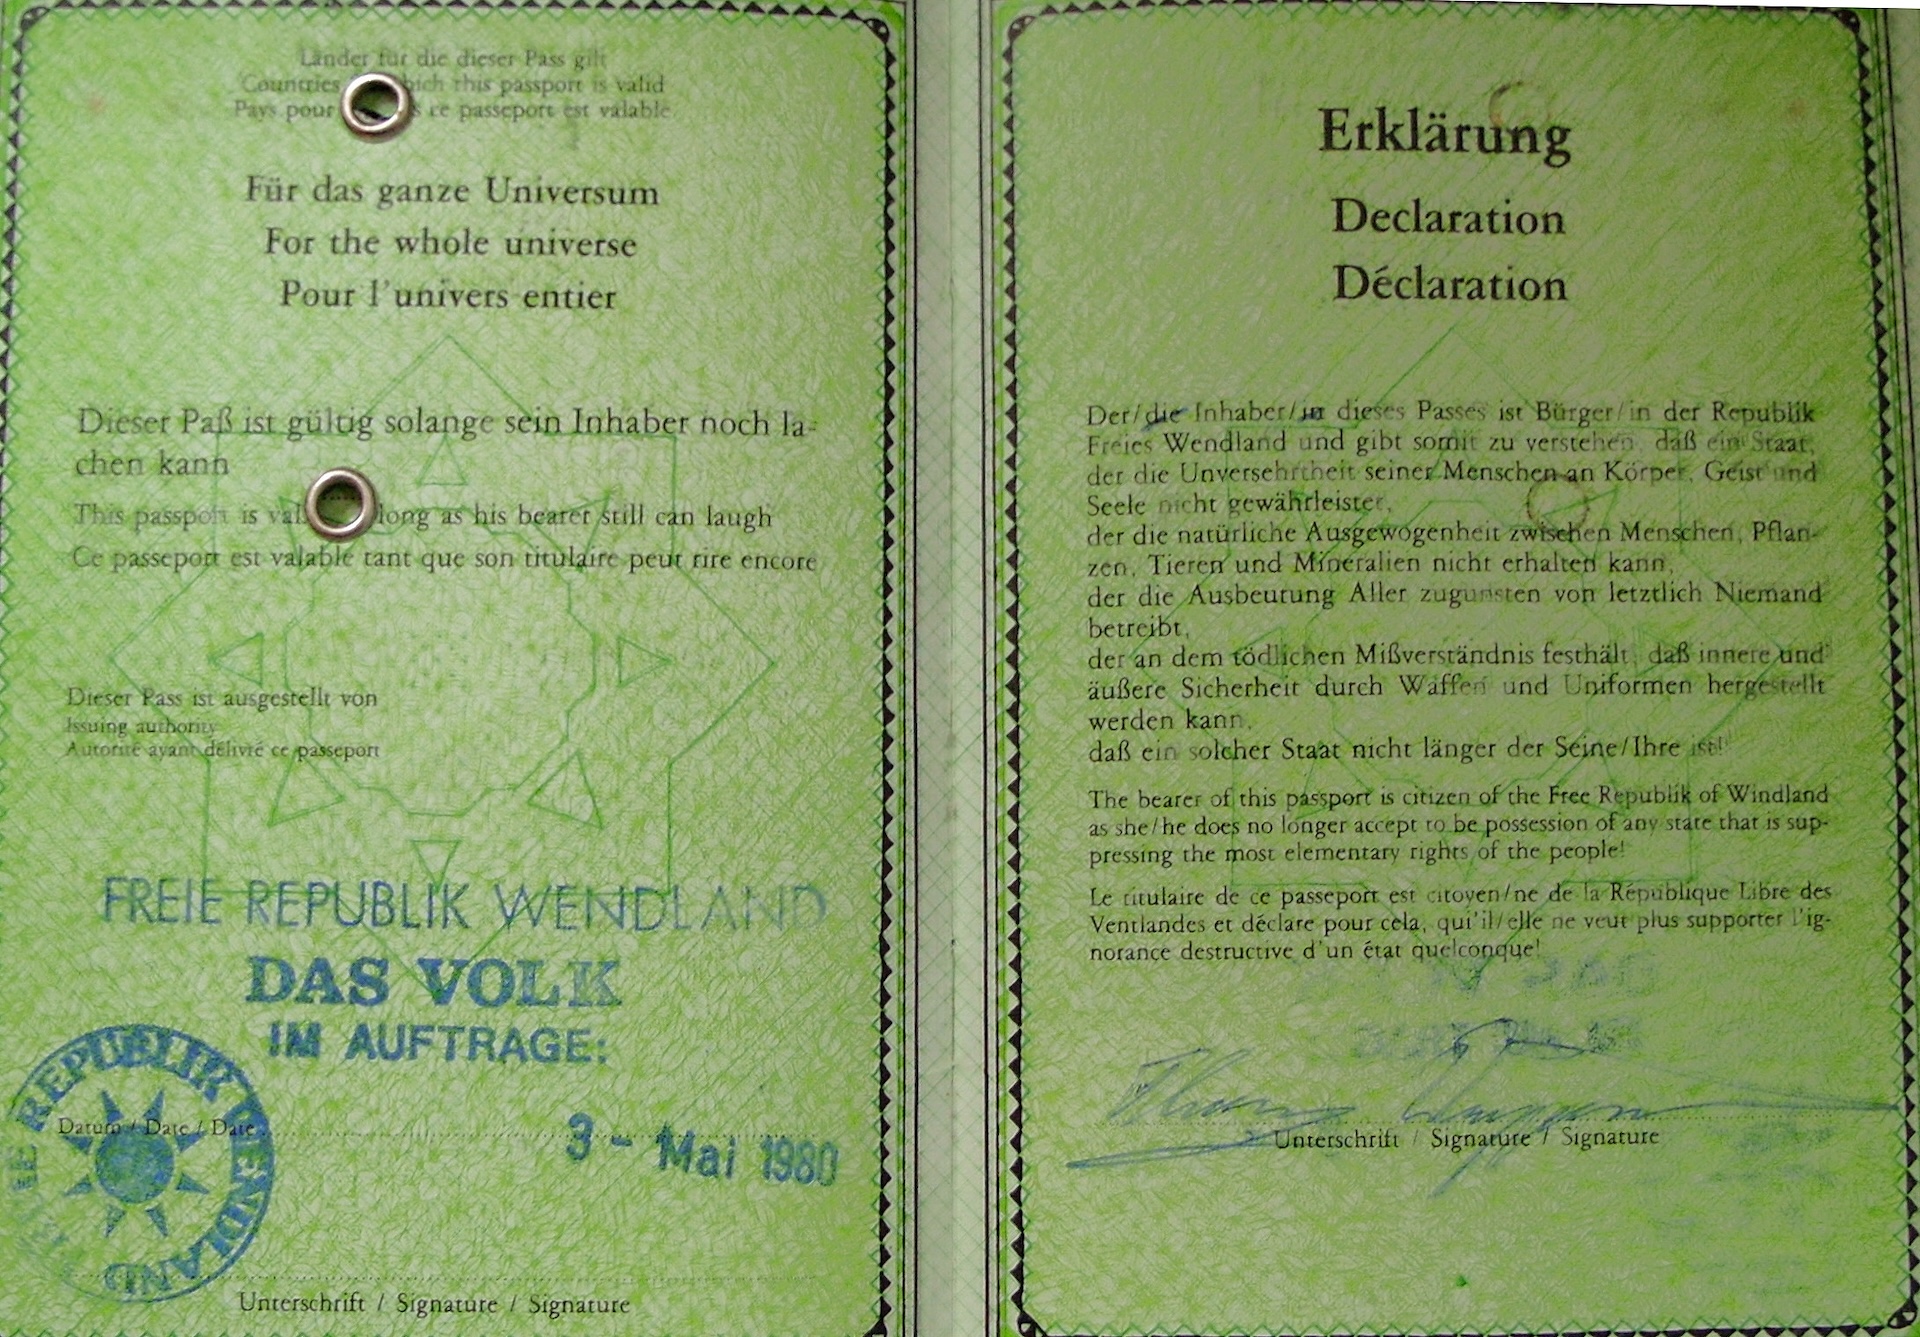 Länder für die dieser Pass gilt
Countries which this passport is valid
Pays pour ce passeport est valable
Für das ganze Universum
For the whole universe
Pour l'univers entier
Dieser Paß ist gültig solange sein Inhaber noch la-
chen kann
This passport is val long as his bearer still can laugh
Ce passeport est valable tant que son titulaire peut rire encore
Dieser Pass ist ausgestellt von
Issuing authority
Autorité ayant délivré ce passeport
FREIE REPUBLIK WENDLAND
DAS VOLK
IM AUFTRAGE:
FREIE REPUBLIK WENDLAND
Datum / Date / Date
3 - Mai 1980
Unterschrift / Signature / Signature
Erklärung
Declaration
Déclaration
Der/die Inhaber/in dieses Passes ist Bürger/in der Republik
Freies Wendland und gibt somit zu verstehen, daß ein Staat,
der die Unversehrtheit seiner Menschen an Körper, Geist und
Seele nicht gewährleistet,
der die natürliche Ausgewogenheit zwischen Menschen, Pflan-
zen, Tieren und Mineralien nicht erhalten kann,
der die Ausbeutung Aller zugunsten von letztlich Niemand
betreibt,
der an dem tödlichen Mißverständnis festhält, daß innere und
äußere Sicherheit durch Waffen und Uniformen hergestellt
werden kann,
daß ein solcher Staat nicht länger der Seine/Ihre ist!
The bearer of this passport is citizen of the Free Republik of Windland
as she/he does no longer accept to be possession of any state that is sup-
pressing the most elementary rights of the people!
Le titulaire de ce passeport est citoyen/ne de la République Libre des
Ventlandes et déclare pour cela, qui'il/elle ne veut plus supporter l'ig-
norance destructive d'un état quelconque!
Unterschrift / Signature / Signature